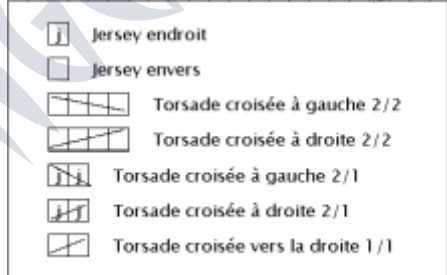 j Jersey endroit
Jersey envers
Torsade croisée à gauche 2/2
Torsade croisée à droite 2/2
j j Torsade croisée à gauche 2/1
j j Torsade croisée à droite 2/1
Torsade croisée vers la droite 1/1